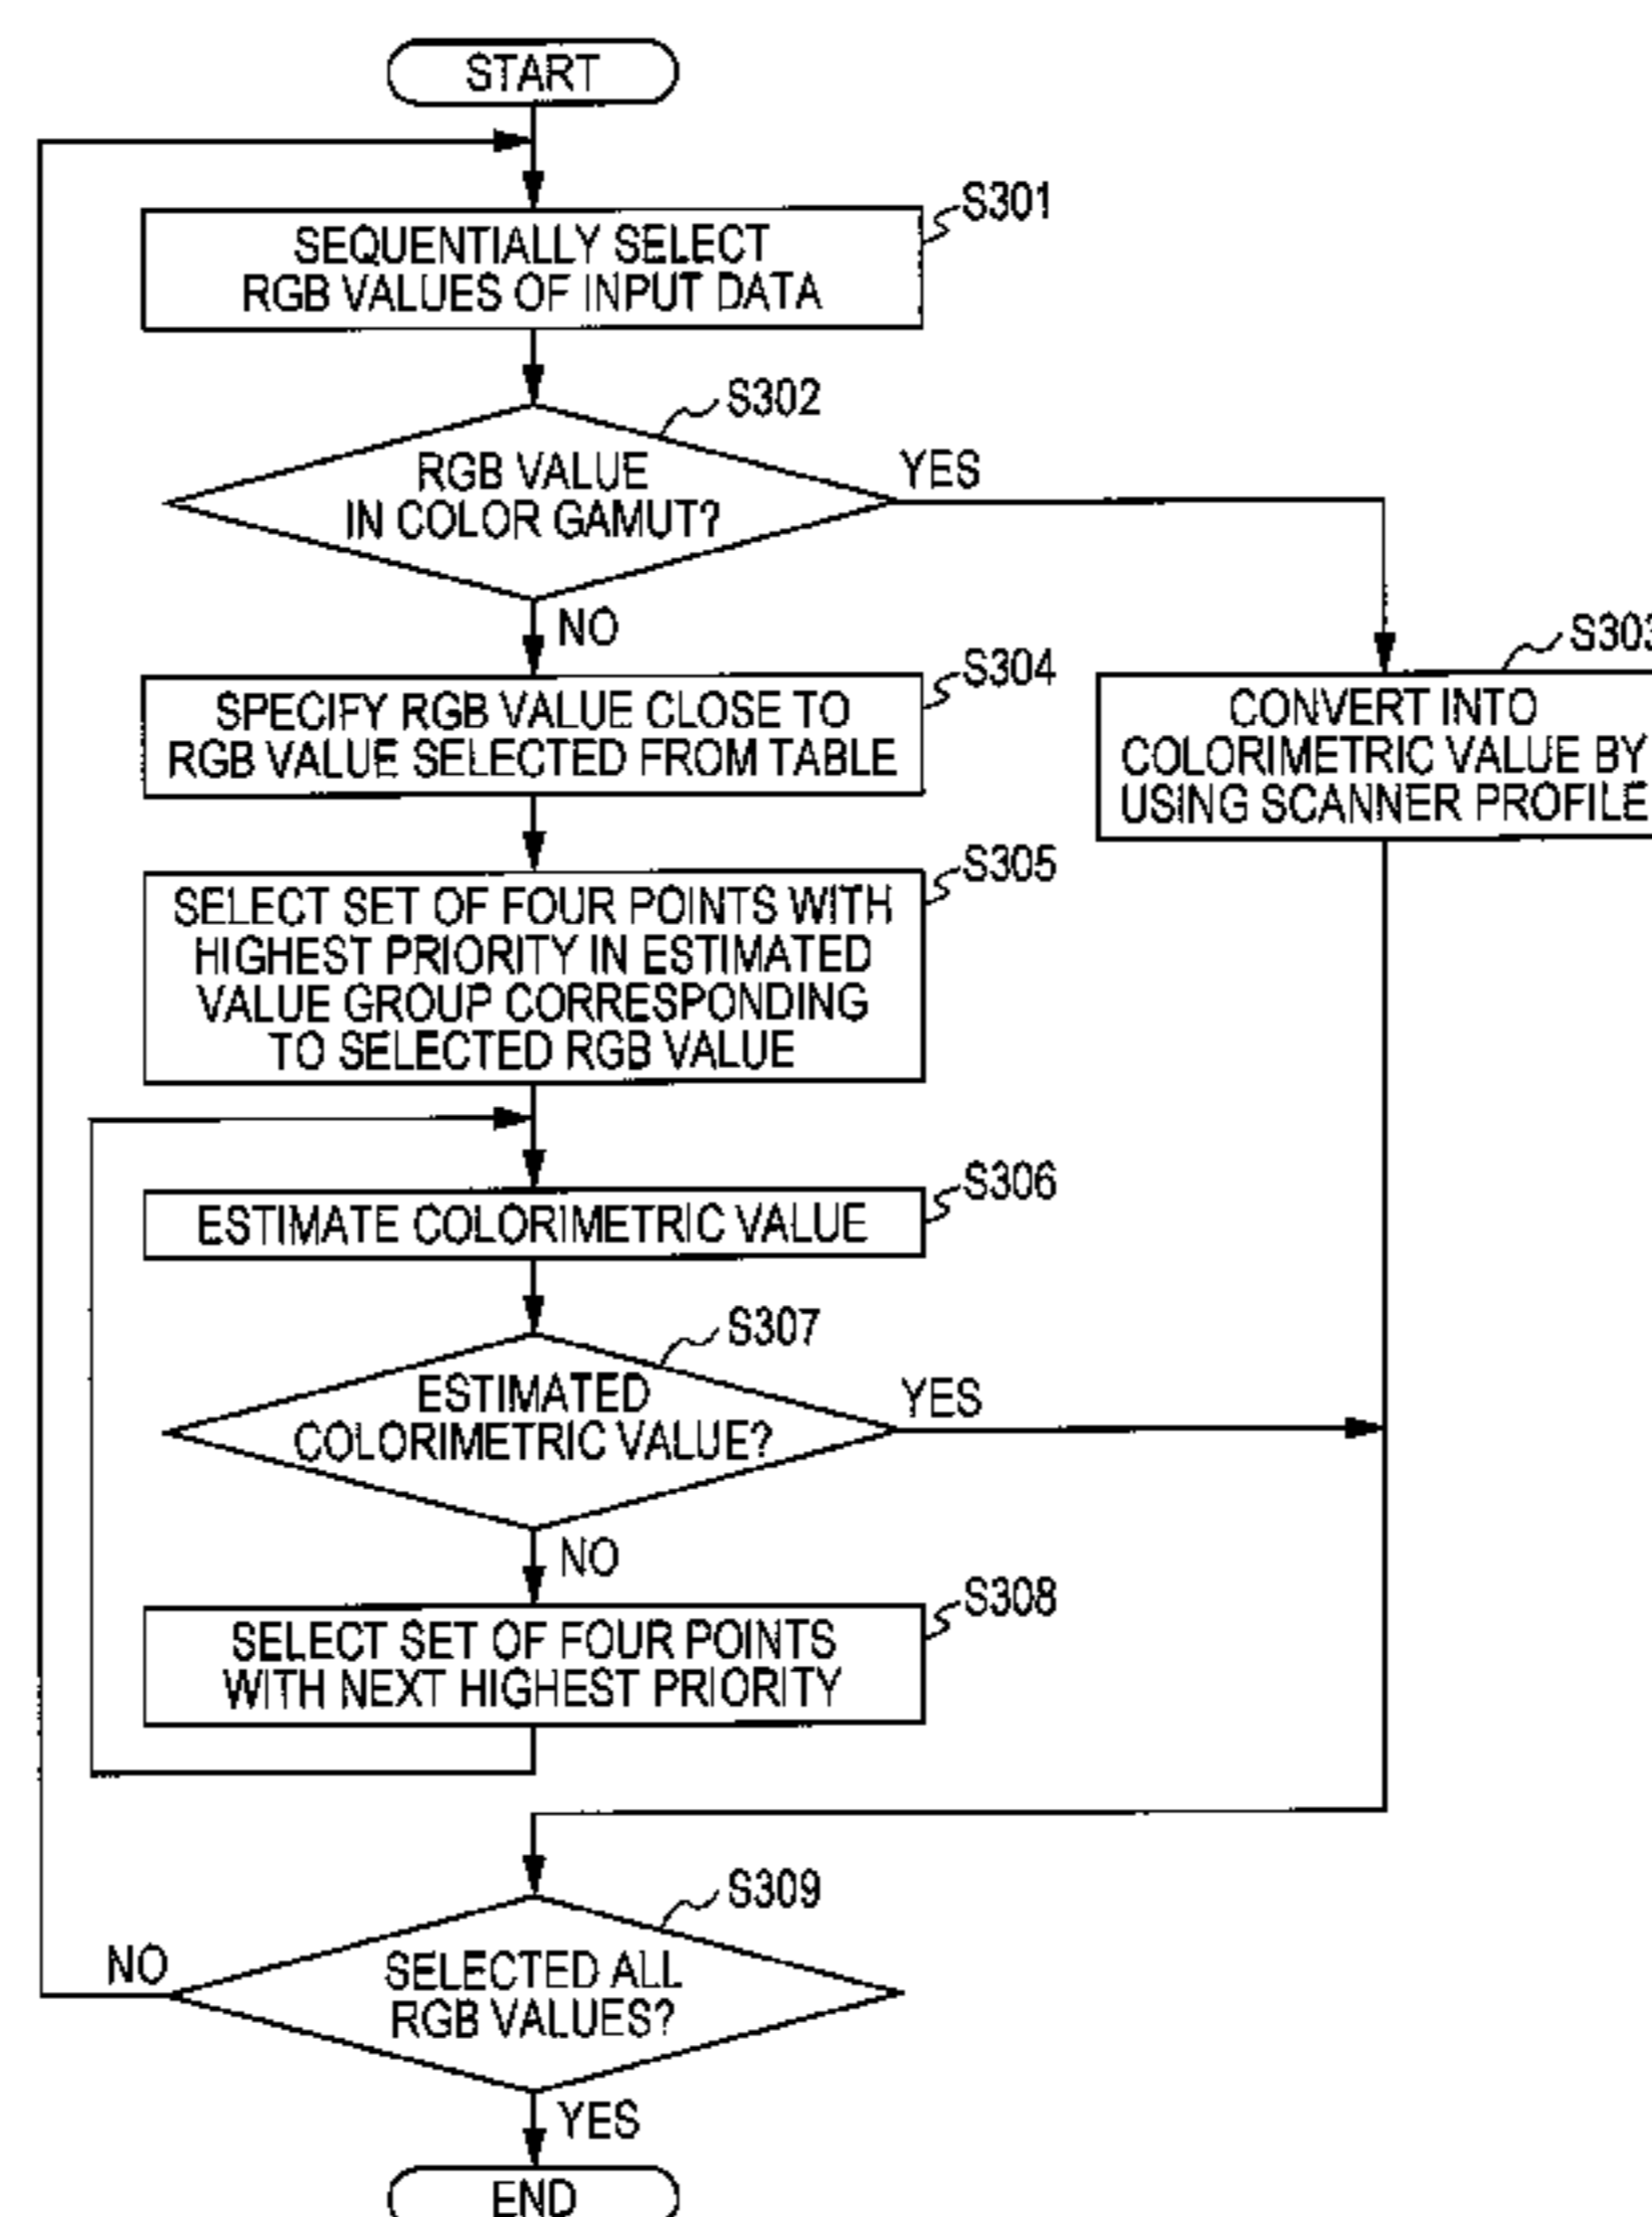 START
S301
SEQUENTIALLY SELECT
RGB VALUES OF INPUT DATA
S302
RGB VALUE
IN COLOR GAMUT?
YES
NO
S303
CONVERT INTO
COLORIMETRIC VALUE BY
USING SCANNER PROFILE
S304
SPECIFY RGB VALUE CLOSE TO
RGB VALUE SELECTED FROM TABLE
S305
SELECT SET OF FOUR POINTS WITH
HIGHEST PRIORITY IN ESTIMATED
VALUE GROUP CORRESPONDING
TO SELECTED RGB VALUE
S306
ESTIMATE COLORIMETRIC VALUE
S307
ESTIMATED
COLORIMETRIC VALUE?
YES
NO
S308
SELECT SET OF FOUR POINTS
WITH NEXT HIGHEST PRIORITY
S309
SELECTED ALL
RGB VALUES?
NO
YES
END